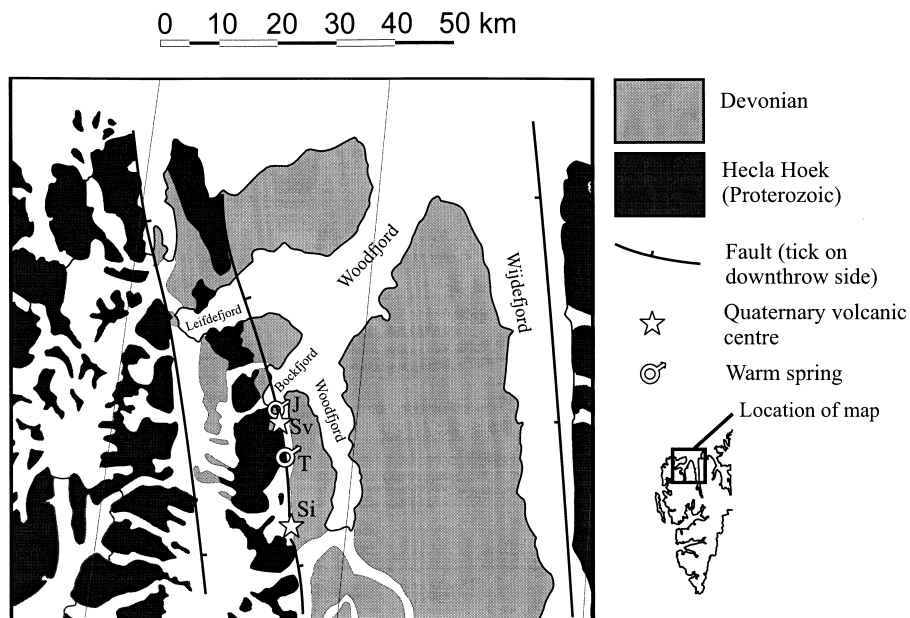 0 10 20 30 40 50 km
Devonian
Hecla Hoek
(Proterozoic)
Fault (tick on
downthrow side)
Quaternary volcanic
centre
Warm spring
Location of map
Woodfjord
Wijdefjord
Leifdefjord
Bockfjord
Woodfjord
J
Sv
T
Si